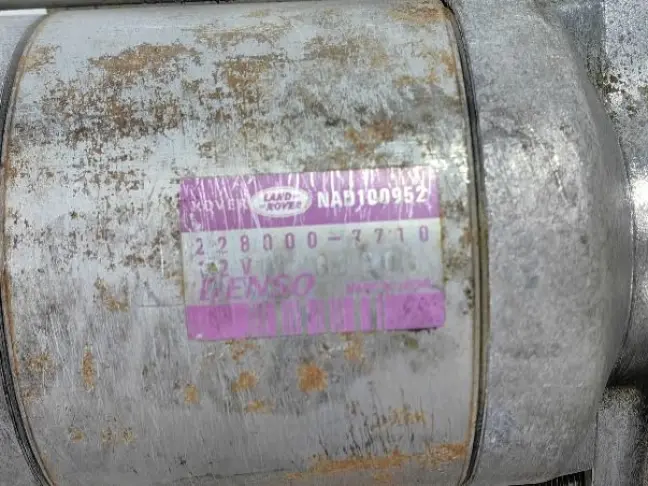 ROVER LAND-ROVER NAD100952
228000-7710
12V
DENSO